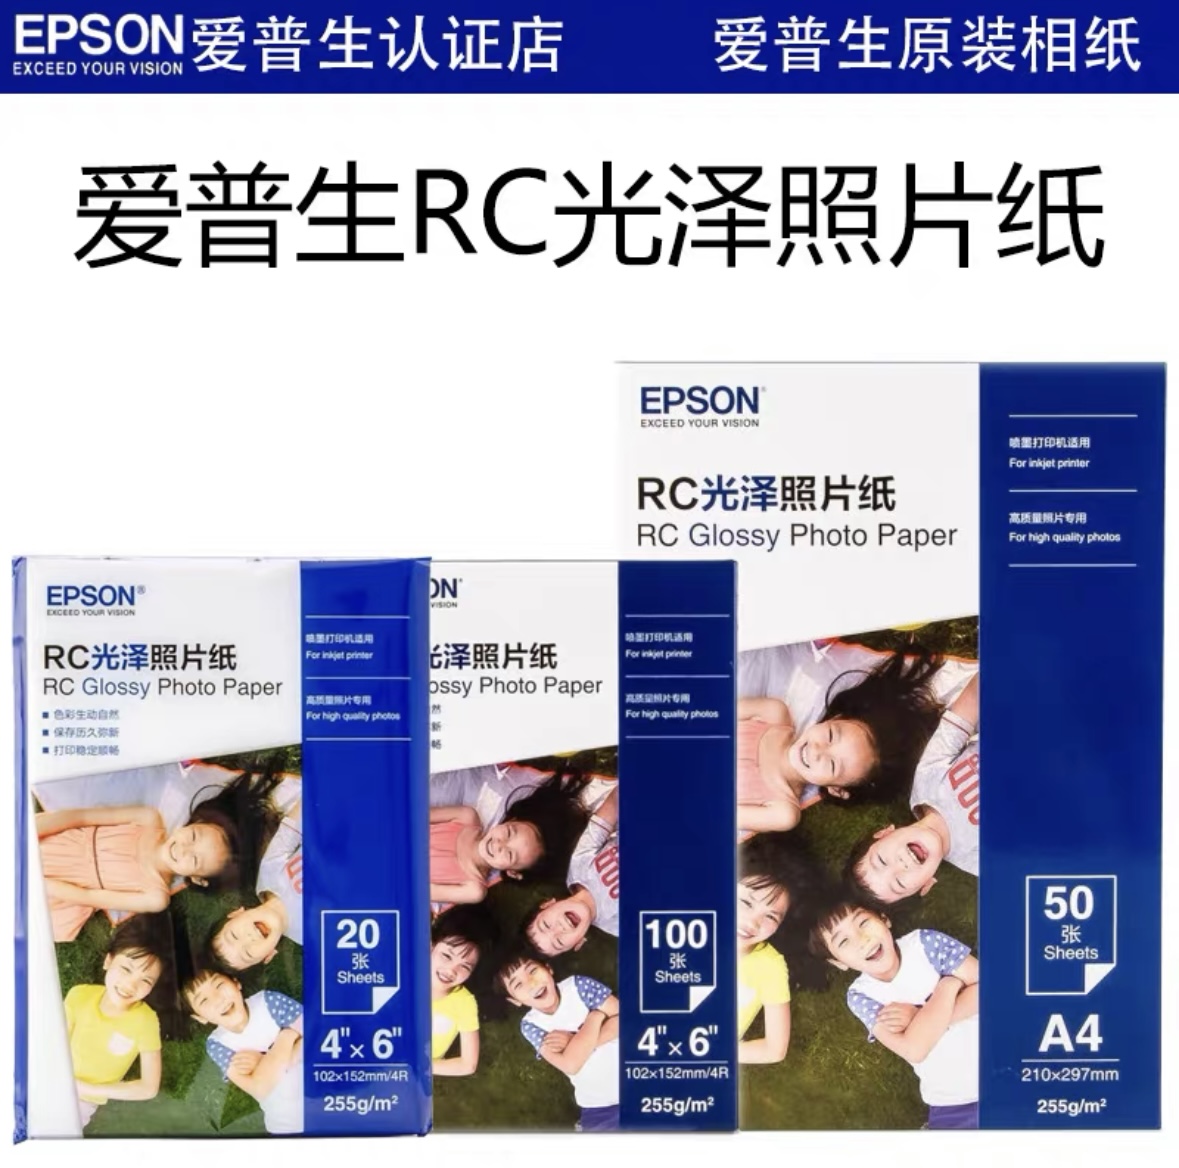 EPSON
EXCEED YOUR VISION
爱普生认证店
爱普生原装相纸
爱普生RC光泽照片纸
EPSON®
EXCEED YOUR VISION
RC光泽照片纸
RC Glossy Photo Paper
色彩生动自然
保存历久弥新
打印稳定顺畅
喷墨打印机适用
For inkjet printer
高质量照片专用
For high quality photos
20
张
Sheets
4"×6"
102×152mm/4R
255g/m²
ON
VISION
泽照片纸
ossy Photo Paper
然
新
畅
喷墨打印机适用
For inkjet printer
高质量照片专用
For high quality photos
100
张
Sheets
4"×6"
102×152mm/4R
255g/m²
EPSON
EXCEED YOUR VISION
RC光泽照片纸
RC Glossy Photo Paper
喷墨打印机适用
For inkjet printer
高质量照片专用
For high quality photos
50
张
Sheets
A4
210×297mm
255g/m²